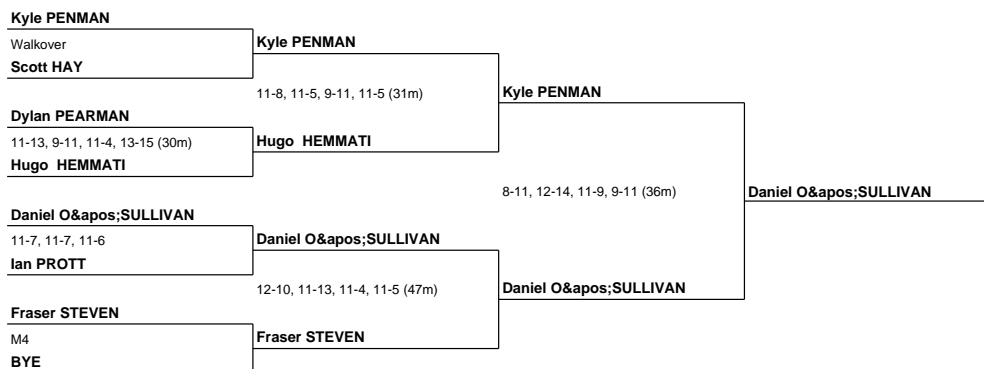 Kyle PENMAN
Walkover
Scott HAY
Dylan PEARMAN
11-13, 9-11, 11-4, 13-15 (30m)
Hugo  HEMMATI
Daniel O&apos;SULLIVAN
11-7, 11-7, 11-6
Ian PROTT
Fraser STEVEN
M4
BYE
Kyle PENMAN
11-8, 11-5, 9-11, 11-5 (31m)
Hugo  HEMMATI
Daniel O&apos;SULLIVAN
12-10, 11-13, 11-4, 11-5 (47m)
Fraser STEVEN
Kyle PENMAN
8-11, 12-14, 11-9, 9-11 (36m)
Daniel O&apos;SULLIVAN
Daniel O&apos;SULLIVAN